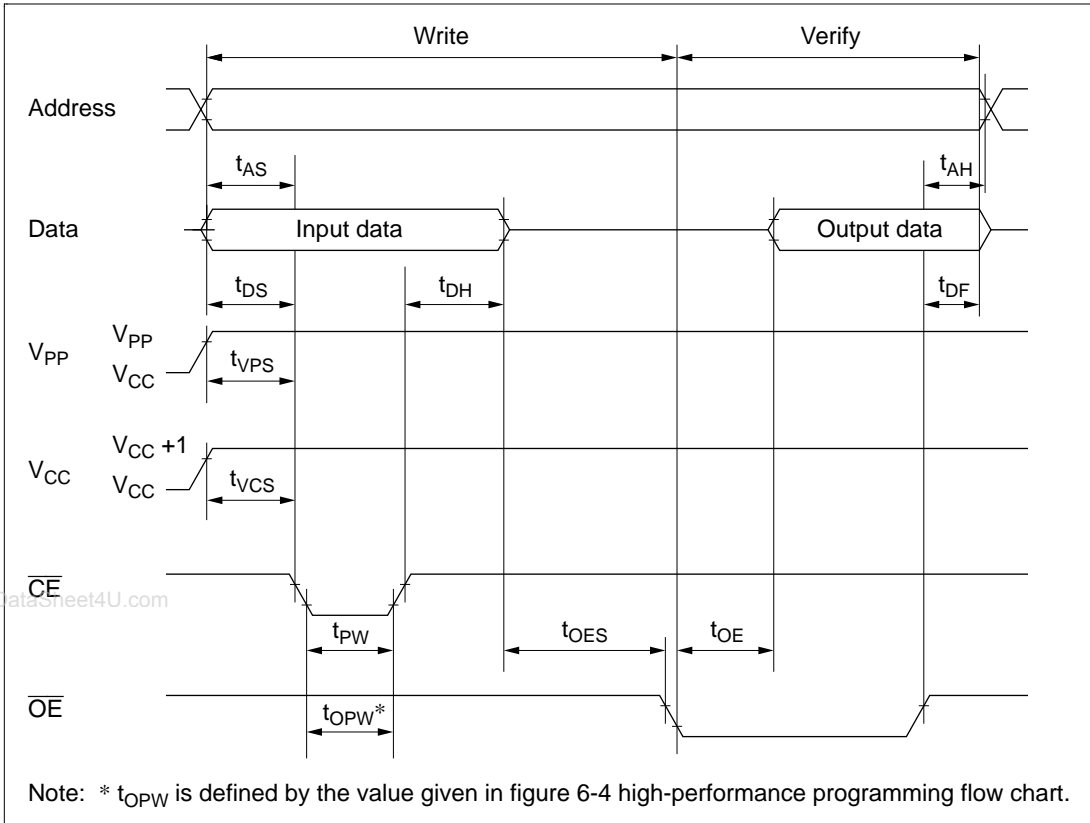 Write Verify
Address
tAS tAH
Data Input data Output data
tDS tDH tDF
VPP
VPP
VCC
tVPS
VCC
VCC +1
VCC
tVCS
CE
DataSheet4U.com
tPW tOES tOE
OE
tOPW*
Note: * tOPW is defined by the value given in figure 6-4 high-performance programming flow chart.